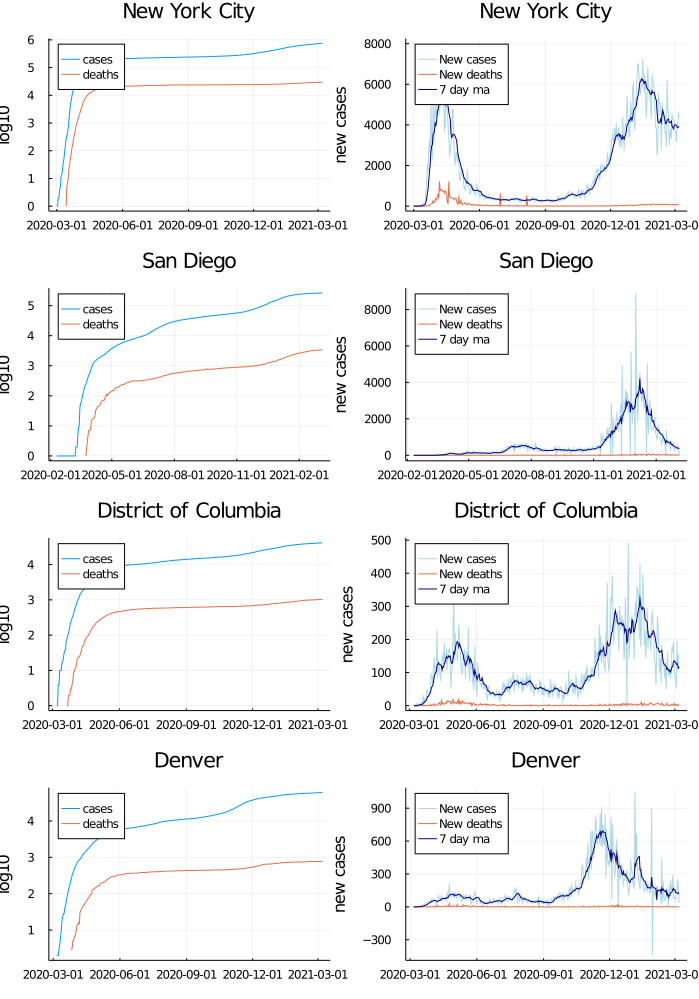 New York City
6
5
4
3
2
1
0
log10
cases
deaths
2020-03-01 2020-06-01 2020-09-01 2020-12-01 2021-03-01
New York City
8000
6000
4000
2000
0
new cases
New cases
New deaths
7 day ma
2020-03-01 2020-06-01 2020-09-01 2020-12-01 2021-03-0
San Diego
5
4
3
2
1
0
log10
cases
deaths
2020-02-01 2020-05-01 2020-08-01 2020-11-01 2021-02-01
San Diego
8000
6000
4000
2000
0
new cases
New cases
New deaths
7 day ma
2020-02-01 2020-05-01 2020-08-01 2020-11-01 2021-02-01
District of Columbia
4
3
2
1
0
log10
cases
deaths
2020-03-01 2020-06-01 2020-09-01 2020-12-01 2021-03-01
District of Columbia
500
400
300
200
100
0
new cases
New cases
New deaths
7 day ma
2020-03-01 2020-06-01 2020-09-01 2020-12-01 2021-03-0
Denver
4
3
2
1
log10
cases
deaths
2020-03-01 2020-06-01 2020-09-01 2020-12-01 2021-03-01
Denver
900
600
300
0
−300
new cases
New cases
New deaths
7 day ma
2020-03-01 2020-06-01 2020-09-01 2020-12-01 2021-03-0